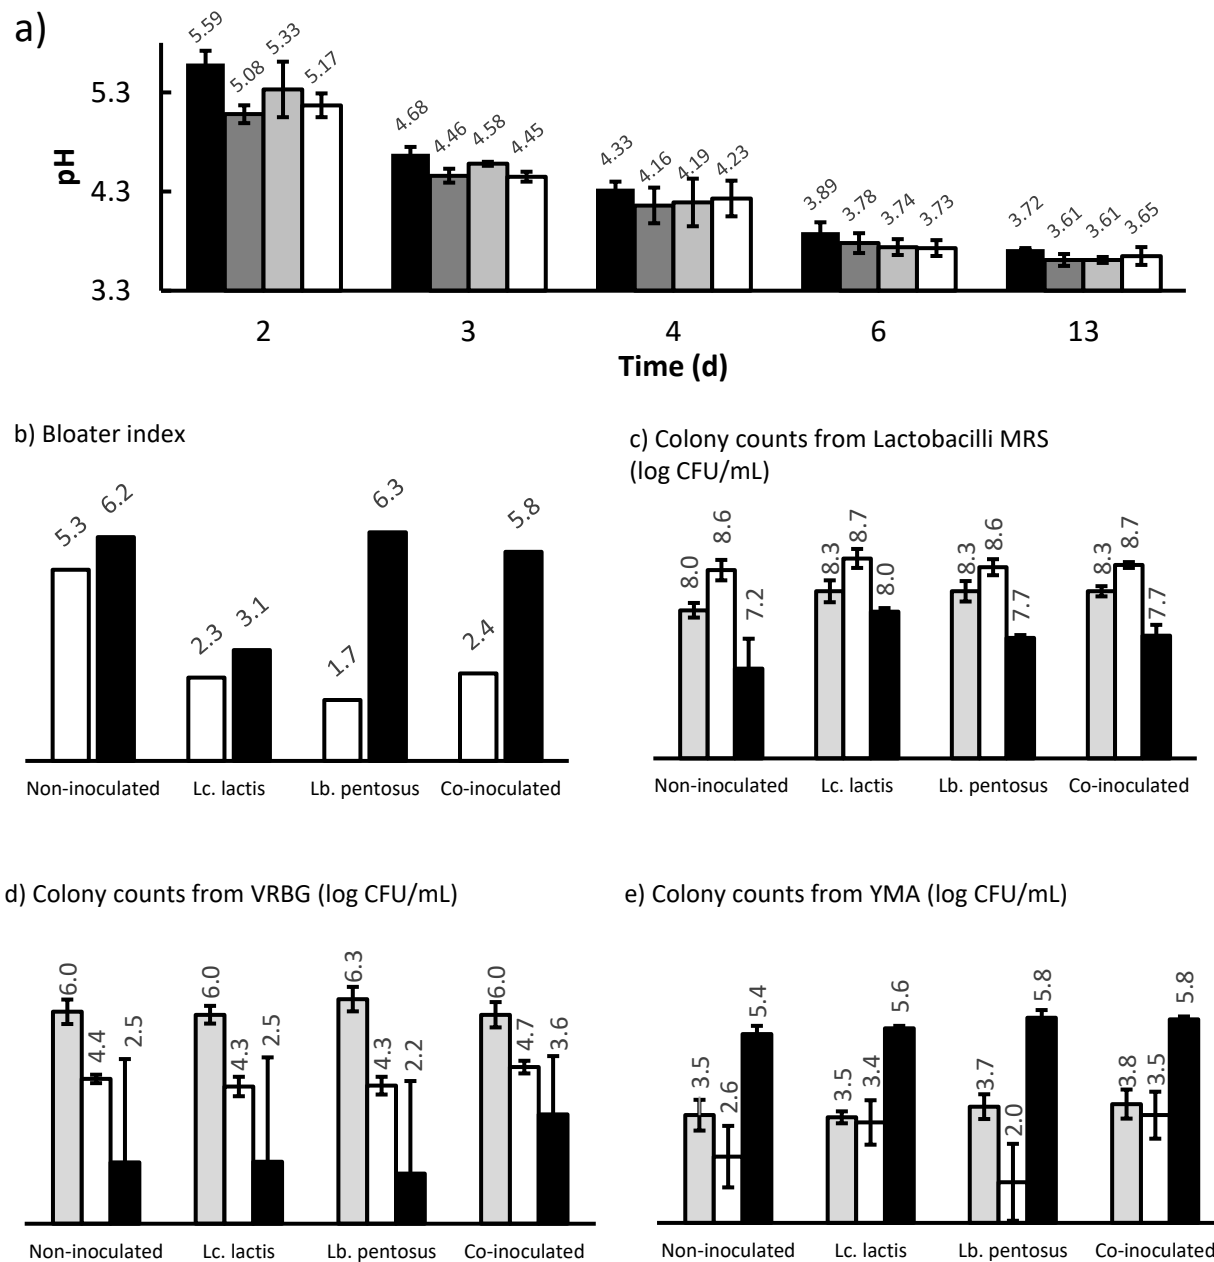 a)
5.59 5.08 5.33 5.17 4.68 4.46 4.58 4.45 4.33 4.16 4.19 4.23 3.89 3.78 3.74 3.73 3.72 3.61 3.61 3.65
5.3
4.3
3.3
pH
2 3 4 6 13
Time (d)
b) Bloater index
5.3 6.2 2.3 3.1 1.7 6.3 2.4 5.8
Non-inoculated Lc. lactis Lb. pentosus Co-inoculated
c) Colony counts from Lactobacilli MRS
(log CFU/mL)
8.0 8.6 7.2 8.3 8.7 8.0 8.3 8.6 7.7 8.3 8.7 7.7
Non-inoculated Lc. lactis Lb. pentosus Co-inoculated
d) Colony counts from VRBG (log CFU/mL)
6.0 4.4 2.5 6.0 4.3 2.5 6.3 4.3 2.2 6.0 4.7 3.6
Non-inoculated Lc. lactis Lb. pentosus Co-inoculated
e) Colony counts from YMA (log CFU/mL)
3.5 2.6 5.4 3.5 3.4 5.6 3.7 2.0 5.8 3.8 3.5 5.8
Non-inoculated Lc. lactis Lb. pentosus Co-inoculated